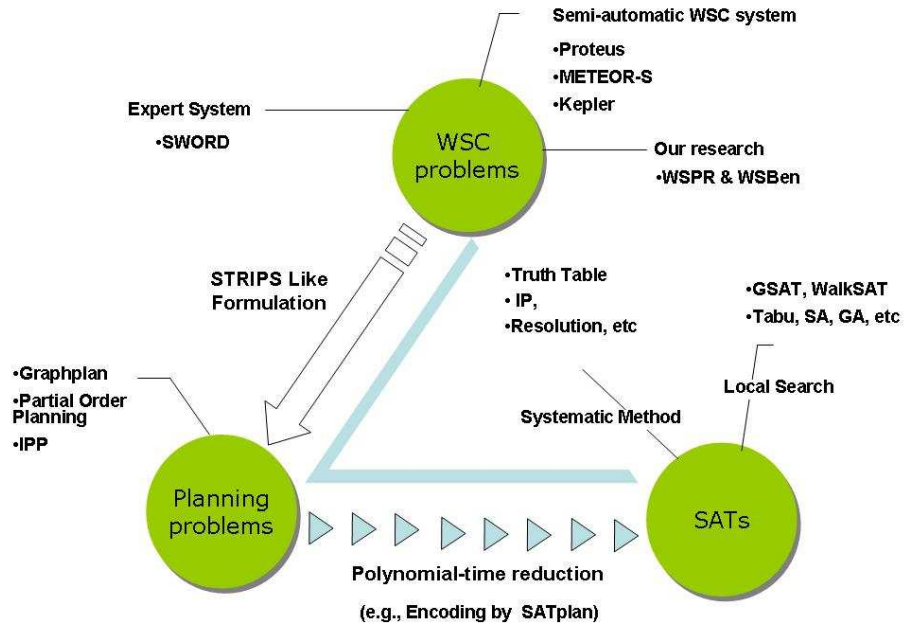 Semi-automatic WSC system
•Proteus
•METEOR-S
•Kepler
Expert System
•SWORD
WSC
problems
Our research
•WSPR & WSBen
STRIPS Like
Formulation
•Truth Table
• IP,
•Resolution, etc
•GSAT, WalkSAT
•Tabu, SA, GA, etc
•Graphplan
•Partial Order
Planning
•IPP
Local Search
Systematic Method
Planning
problems
SATs
Polynomial-time reduction
(e.g., Encoding by SATplan)